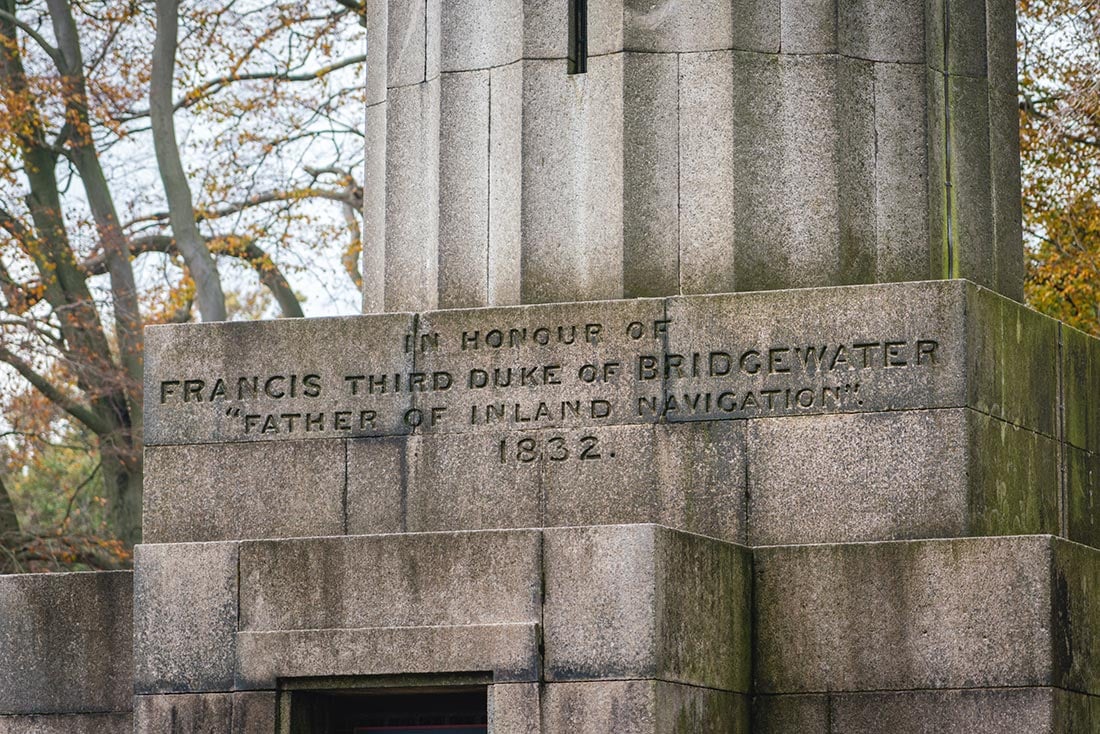 IN HONOUR OF
FRANCIS THIRD DUKE OF BRIDGEWATER
"FATHER OF INLAND NAVIGATION".
1832.